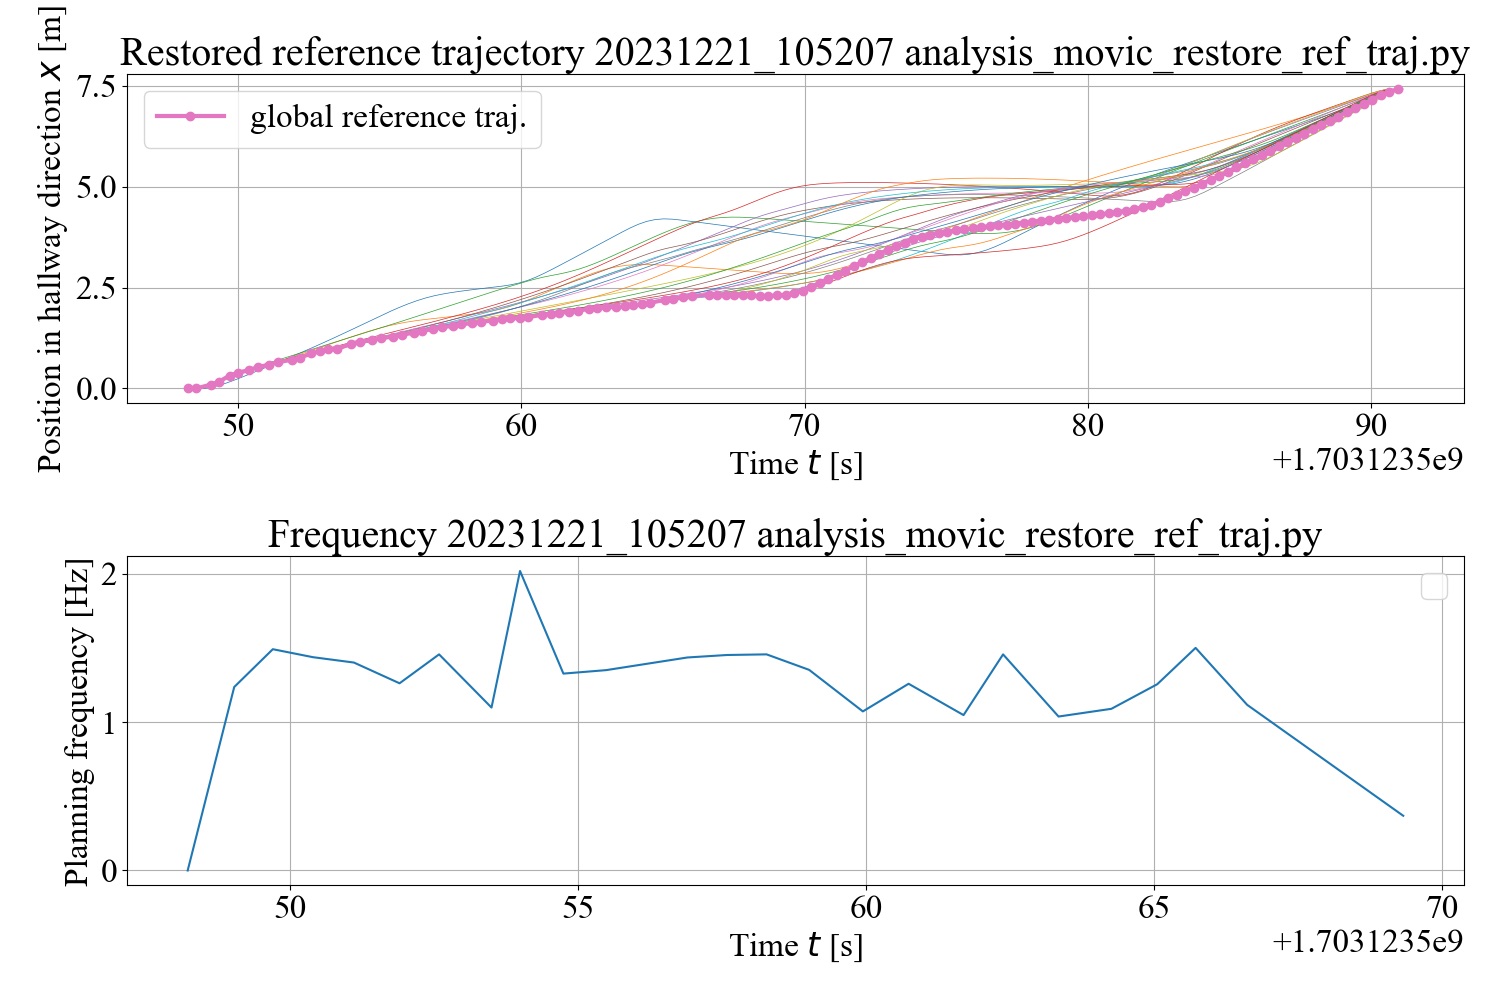 Restored reference trajectory 20231221_105207 analysis_movic_restore_ref_traj.py
Position in hallway direction x [m]
7.5
5.0
2.5
0.0
global reference traj.
50 60 70 80 90
Time t [s]
+1.7031235e9
Frequency 20231221_105207 analysis_movic_restore_ref_traj.py
Planning frequency [Hz]
2
1
0
50 55 60 65 70
Time t [s]
+1.7031235e9